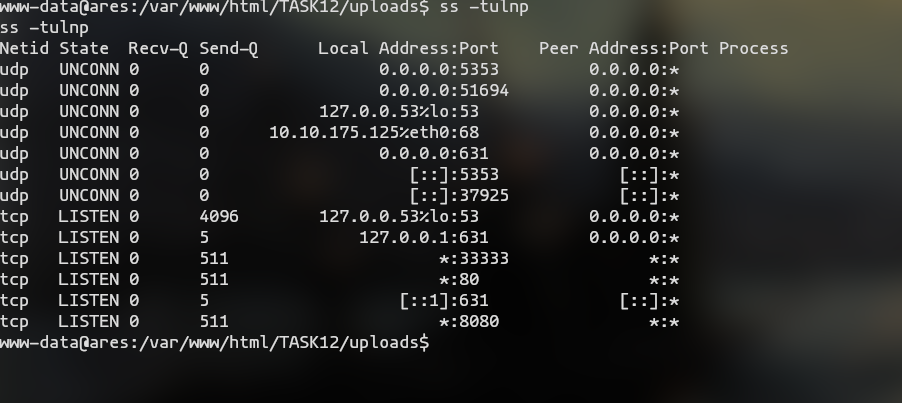 www-data@ares:/var/www/html/TASK12/uploads$ ss -tulnp
ss -tulnp
Netid State  Recv-Q Send-Q      Local Address:Port    Peer Address:Port Process
udp   UNCONN 0      0                 0.0.0.0:5353         0.0.0.0:*
udp   UNCONN 0      0                 0.0.0.0:51694        0.0.0.0:*
udp   UNCONN 0      0           127.0.0.53%lo:53           0.0.0.0:*
udp   UNCONN 0      0      10.10.175.125%eth0:68           0.0.0.0:*
udp   UNCONN 0      0                 0.0.0.0:631          0.0.0.0:*
udp   UNCONN 0      0                    [::]:5353            [::]:*
udp   UNCONN 0      0                    [::]:37925           [::]:*
tcp   LISTEN 0      4096        127.0.0.53%lo:53           0.0.0.0:*
tcp   LISTEN 0      5               127.0.0.1:631          0.0.0.0:*
tcp   LISTEN 0      511                     *:33333              *:*
tcp   LISTEN 0      511                     *:80                 *:*
tcp   LISTEN 0      5                   [::1]:631             [::]:*
tcp   LISTEN 0      511                     *:8080               *:*
www-data@ares:/var/www/html/TASK12/uploads$